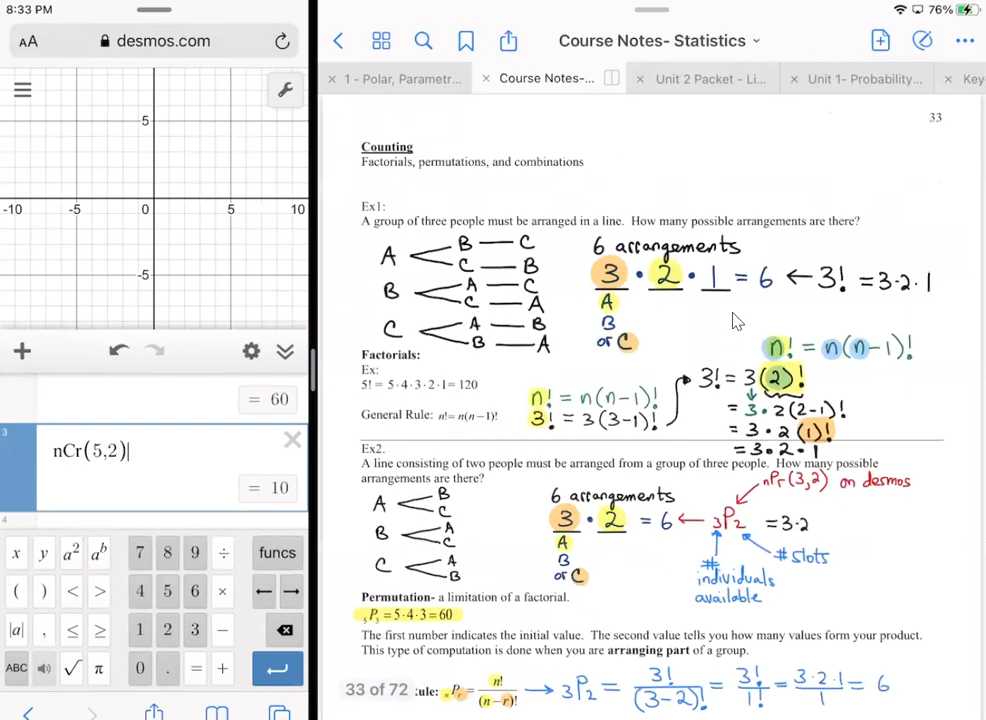 8:33 PM
76%
AA desmos.com
Course Notes- Statistics
1 - Polar, Parametr...
Course Notes-...
Unit 2 Packet - Li...
Unit 1- Probability...
Key
5
-10 -5 0 5 10
-5
= 60
3
nCr(5,2)
= 10
4
x y a² aᵇ 7 8 9 ÷ funcs
( ) < > 4 5 6 × ← →
|a| , ≤ ≥ 1 2 3 −
ABC √ π 0 . = +
33
Counting
Factorials, permutations, and combinations
Ex1:
A group of three people must be arranged in a line. How many possible arrangements are there?
A B — C
C — B
B A — C
C — A
C A — B
B — A
6 arrangements
3 · 2 · 1 = 6 ← 3! = 3·2·1
A
B
or C
Factorials:
Ex:
5! = 5·4·3·2·1 = 120
General Rule: n! = n(n−1)!
n! = n(n−1)!
3! = 3(3−1)!
n! = n(n−1)!
3! = 3(2)!
= 3·2(2−1)!
= 3·2(1)!
= 3·2·1
Ex2.
A line consisting of two people must be arranged from a group of three people. How many possible
arrangements are there?
A B
C
B A
C
C A
B
6 arrangements
3 · 2 = 6 ← ₃P₂ = 3·2
A
B
or C
nPr(3,2) on desmos
# slots
# individuals
available
Permutation- a limitation of a factorial.
₅P₃ = 5·4·3 = 60
The first number indicates the initial value. The second value tells you how many values form your product.
This type of computation is done when you are arranging part of a group.
33 of 72
ule: ₙPᵣ = n!/(n−r)! → ₃P₂ = 3!/(3−2)! = 3!/1! = 3·2·1/1 = 6